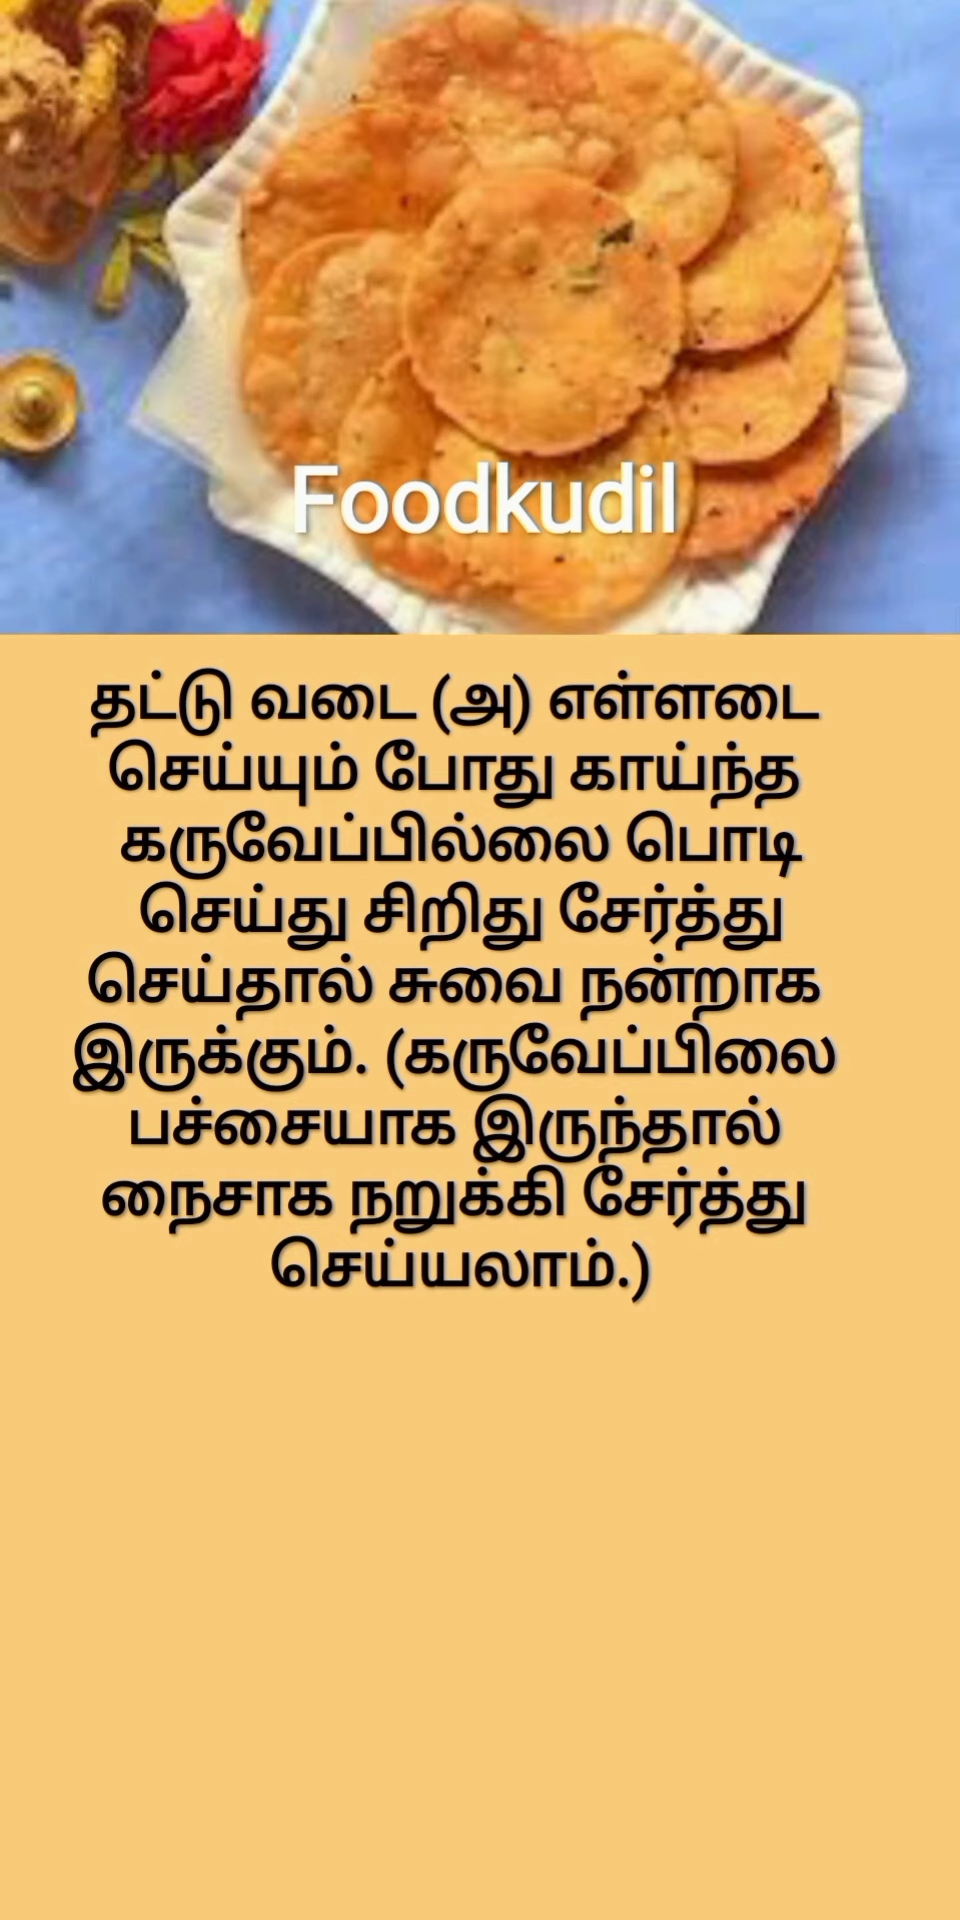 Foodkudil
தட்டு வடை (அ) எள்ளடை
செய்யும் போது காய்ந்த
கருவேப்பில்லை பொடி
செய்து சிறிது சேர்த்து
செய்தால் சுவை நன்றாக
இருக்கும். (கருவேப்பிலை
பச்சையாக இருந்தால்
நைசாக நறுக்கி சேர்த்து
செய்யலாம்.)